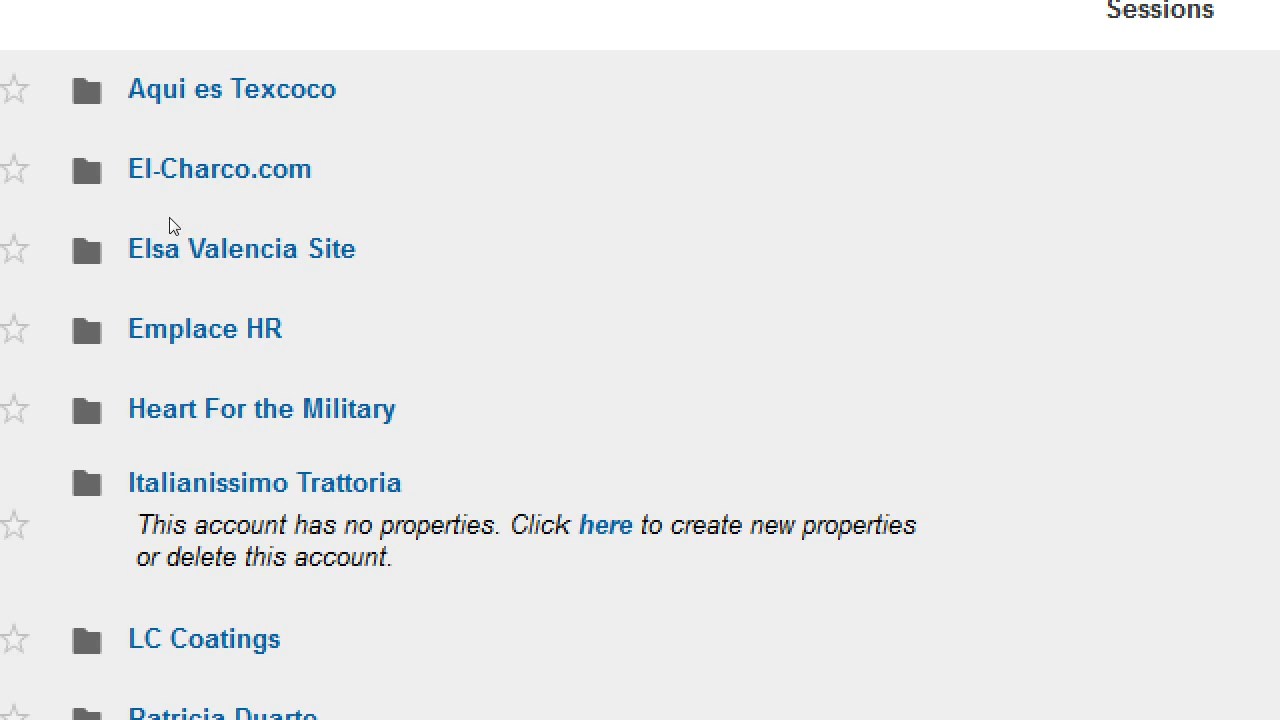 Sessions
Aqui es Texcoco
El-Charco.com
Elsa Valencia Site
Emplace HR
Heart For the Military
Italianissimo Trattoria
This account has no properties. Click here to create new properties
or delete this account.
LC Coatings
Patricia Duarte